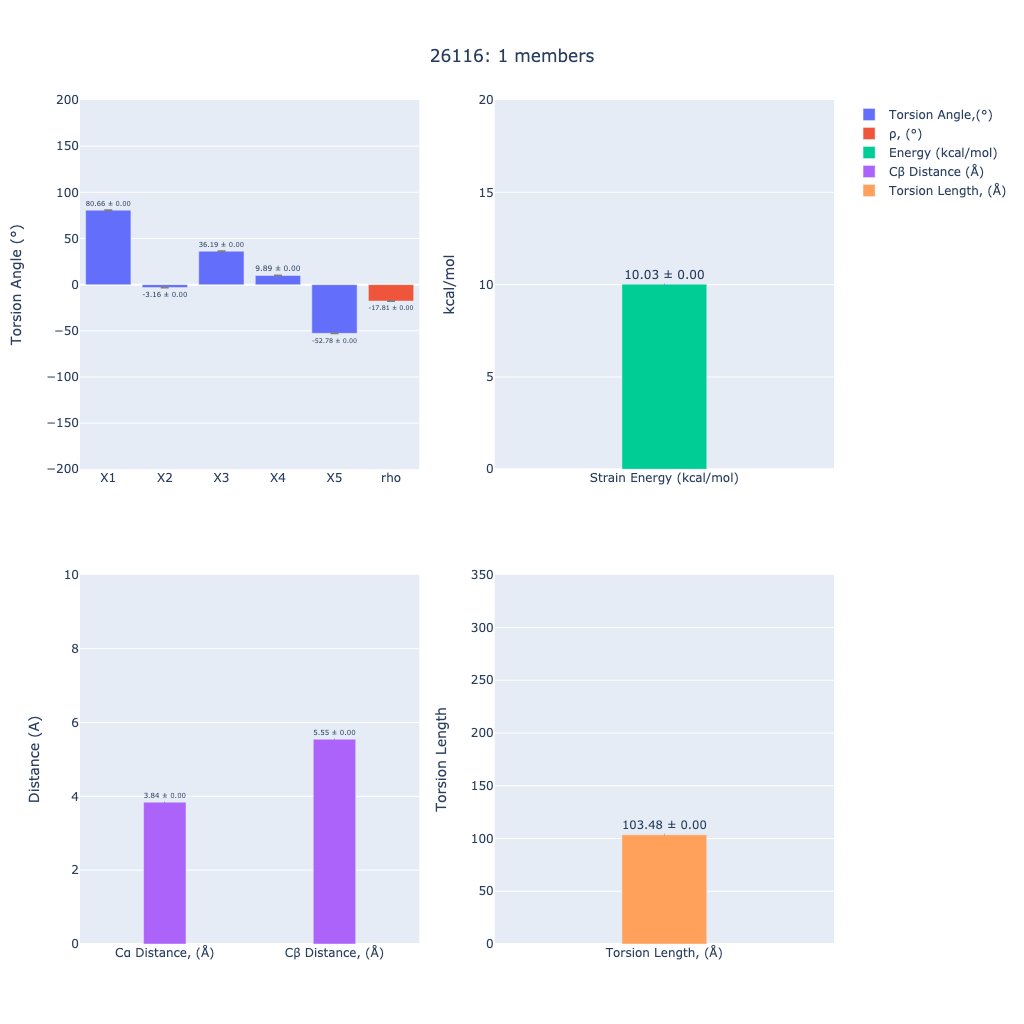 26116: 1 members
Torsion Angle (°)
200
150
100
50
0
−50
−100
−150
−200
80.66 ± 0.00
-3.16 ± 0.00
36.19 ± 0.00
9.89 ± 0.00
-52.78 ± 0.00
-17.81 ± 0.00
X1 X2 X3 X4 X5 rho
kcal/mol
20
15
10
5
0
10.03 ± 0.00
Strain Energy (kcal/mol)
Torsion Angle,(°)
ρ, (°)
Energy (kcal/mol)
Cβ Distance (Å)
Torsion Length, (Å)
Distance (A)
10
8
6
4
2
0
3.84 ± 0.00
5.55 ± 0.00
Cα Distance, (Å) Cβ Distance, (Å)
Torsion Length
350
300
250
200
150
100
50
0
103.48 ± 0.00
Torsion Length, (Å)